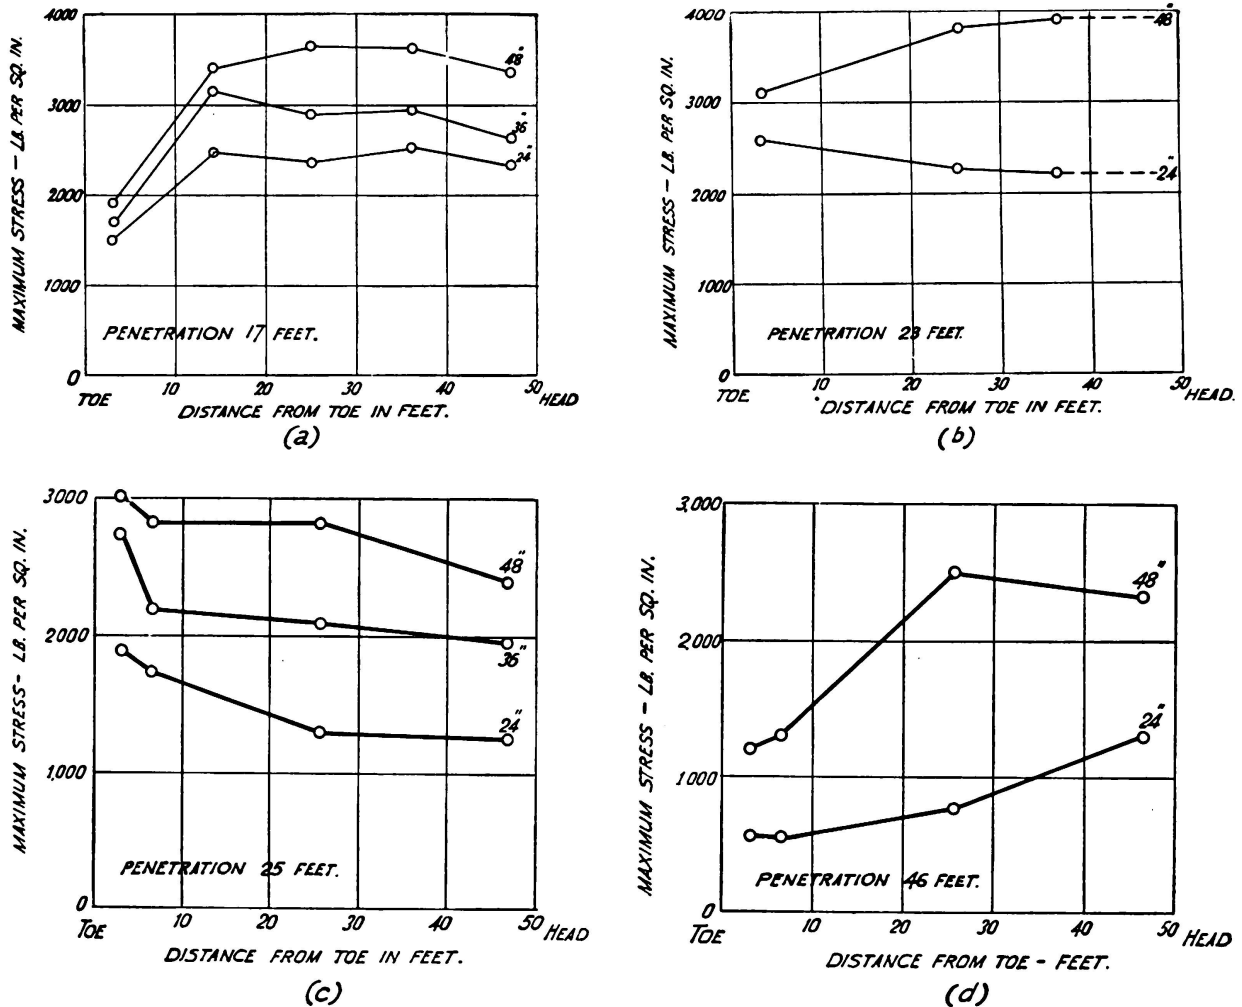 MAXIMUM STRESS – LB. PER SQ. IN.
4000
3000
2000
1000
0
48"
36"
24"
PENETRATION 17 FEET.
TOE 10 20 30 40 50 HEAD
DISTANCE FROM TOE IN FEET.
(a)
MAXIMUM STRESS – LB. PER SQ. IN.
4000
3000
2000
1000
0
48"
24"
PENETRATION 23 FEET.
TOE 10 20 30 40 50 HEAD.
DISTANCE FROM TOE IN FEET.
(b)
MAXIMUM STRESS – LB. PER SQ. IN.
3,000
2000
1,000
0
48"
36"
24"
PENETRATION 25 FEET.
TOE 10 20 30 40 50 HEAD
DISTANCE FROM TOE IN FEET.
(c)
MAXIMUM STRESS – LB. PER SQ. IN.
3,000
2,000
1000
0
48"
24"
PENETRATION 46 FEET.
TOE 10 20 30 40 50 HEAD
DISTANCE FROM TOE – FEET.
(d)